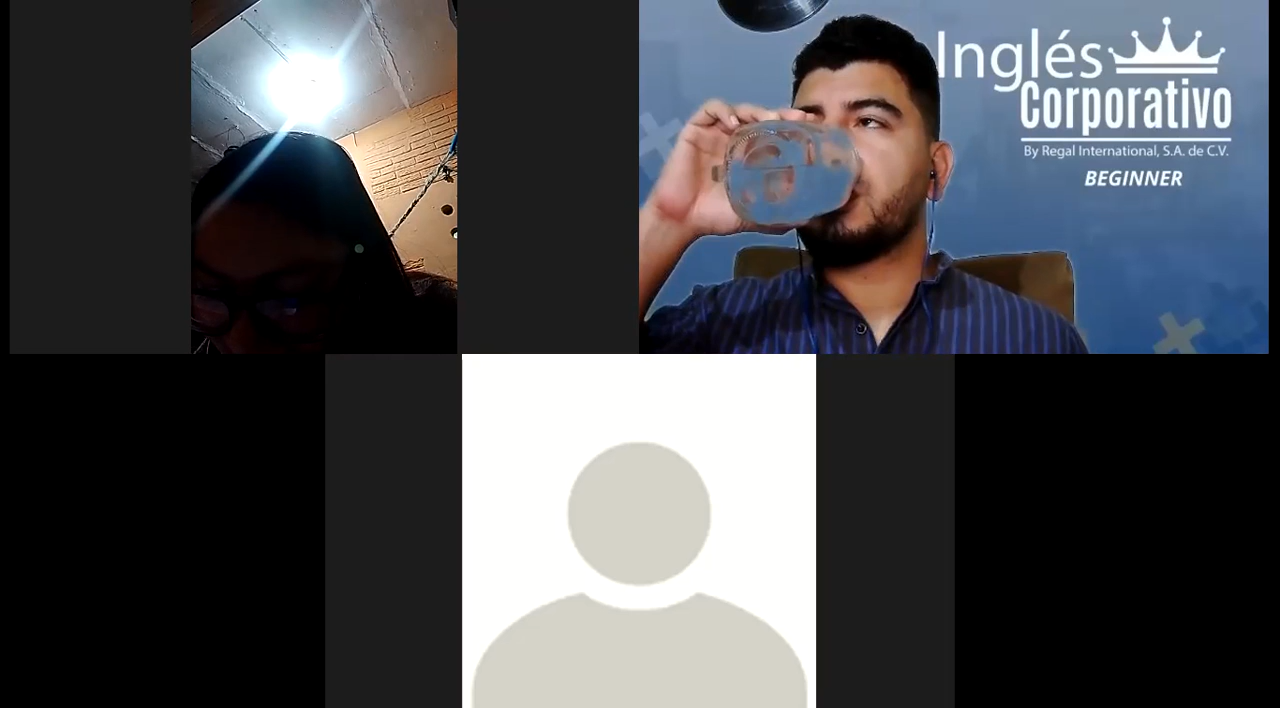 Inglés
Corporativo
By Regal International, S.A. de C.V.
BEGINNER